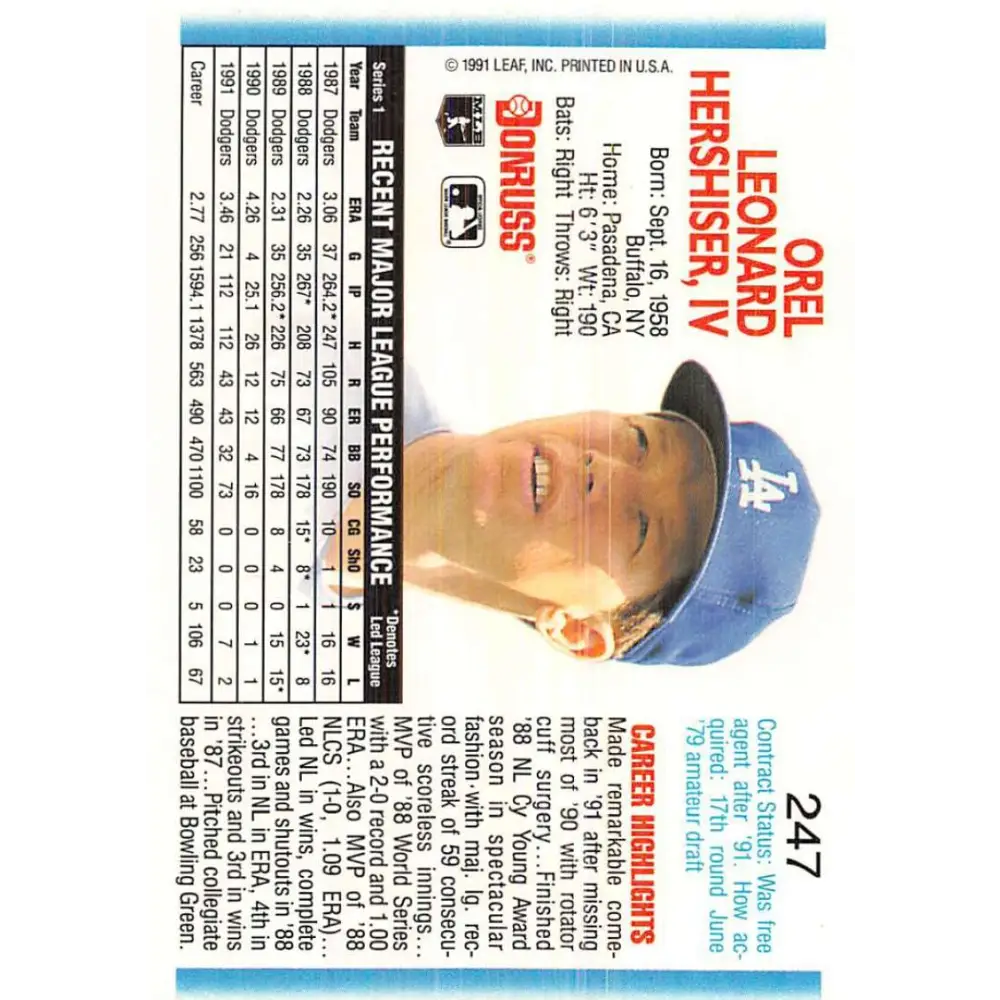 OREL
LEONARD
HERSHISER, IV
Born: Sept. 16, 1958
Buffalo, NY
Home: Pasadena, CA
Ht: 6'3" Wt: 190
Bats: Right Throws: Right
DONRUSS®
MLB
© 1991 LEAF, INC. PRINTED IN U.S.A.
247
Contract Status: Was free
agent after '91. How ac-
quired: 17th round June
'79 amateur draft
CAREER HIGHLIGHTS
Made remarkable come-
back in '91 after missing
most of '90 with rotator
cuff surgery...Finished
'88 NL Cy Young Award
season in spectacular
fashion with maj. lg. rec-
ord streak of 59 consecu-
tive scoreless innings...
MVP of '88 World Series
with a 2-0 record and 1.00
ERA...Also MVP of '88
NLCS (1-0, 1.09 ERA)...
Led NL in wins, complete
games and shutouts in '88
...3rd in NL in ERA, 4th in
strikeouts and 3rd in wins
in '87...Pitched collegiate
baseball at Bowling Green.
Series 1 RECENT MAJOR LEAGUE PERFORMANCE *Denotes
Led League
Year Team ERA G IP H R ER BB SO CG ShO S W L
1987 Dodgers 3.06 37 264.2* 247 105 90 74 190 10 1 1 16 16
1988 Dodgers 2.26 35 267* 208 73 67 73 178 15* 8* 1 23* 8
1989 Dodgers 2.31 35 256.2* 226 75 66 77 178 8 4 0 15 15*
1990 Dodgers 4.26 4 25.1 26 12 12 4 16 0 0 0 1 1
1991 Dodgers 3.46 21 112 112 43 43 32 73 0 0 0 7 2
Career 2.77 256 1594.1 1378 563 490 470 1100 58 23 5 106 67